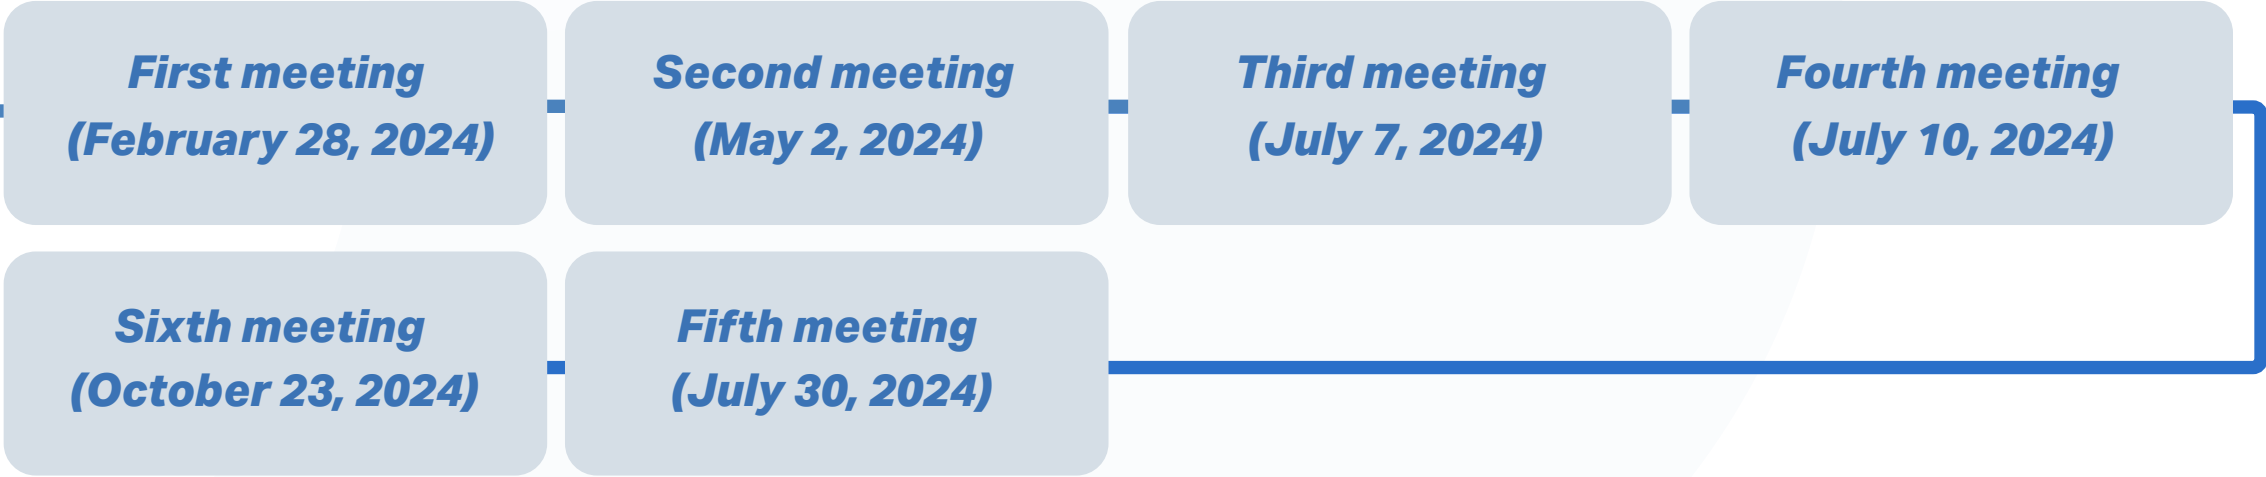 First meeting
(February 28, 2024)
Second meeting
(May 2, 2024)
Third meeting
(July 7, 2024)
Fourth meeting
(July 10, 2024)
Sixth meeting
(October 23, 2024)
Fifth meeting
(July 30, 2024)